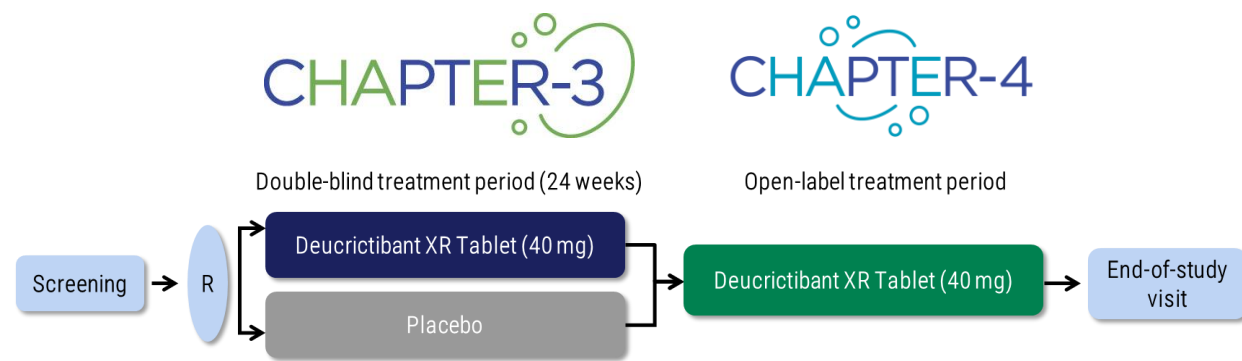 CHAPTER-3
CHAPTER-4
Double-blind treatment period (24 weeks)
Open-label treatment period
Screening
R
Deucrictibant XR Tablet (40 mg)
Placebo
Deucrictibant XR Tablet (40 mg)
End-of-study
visit